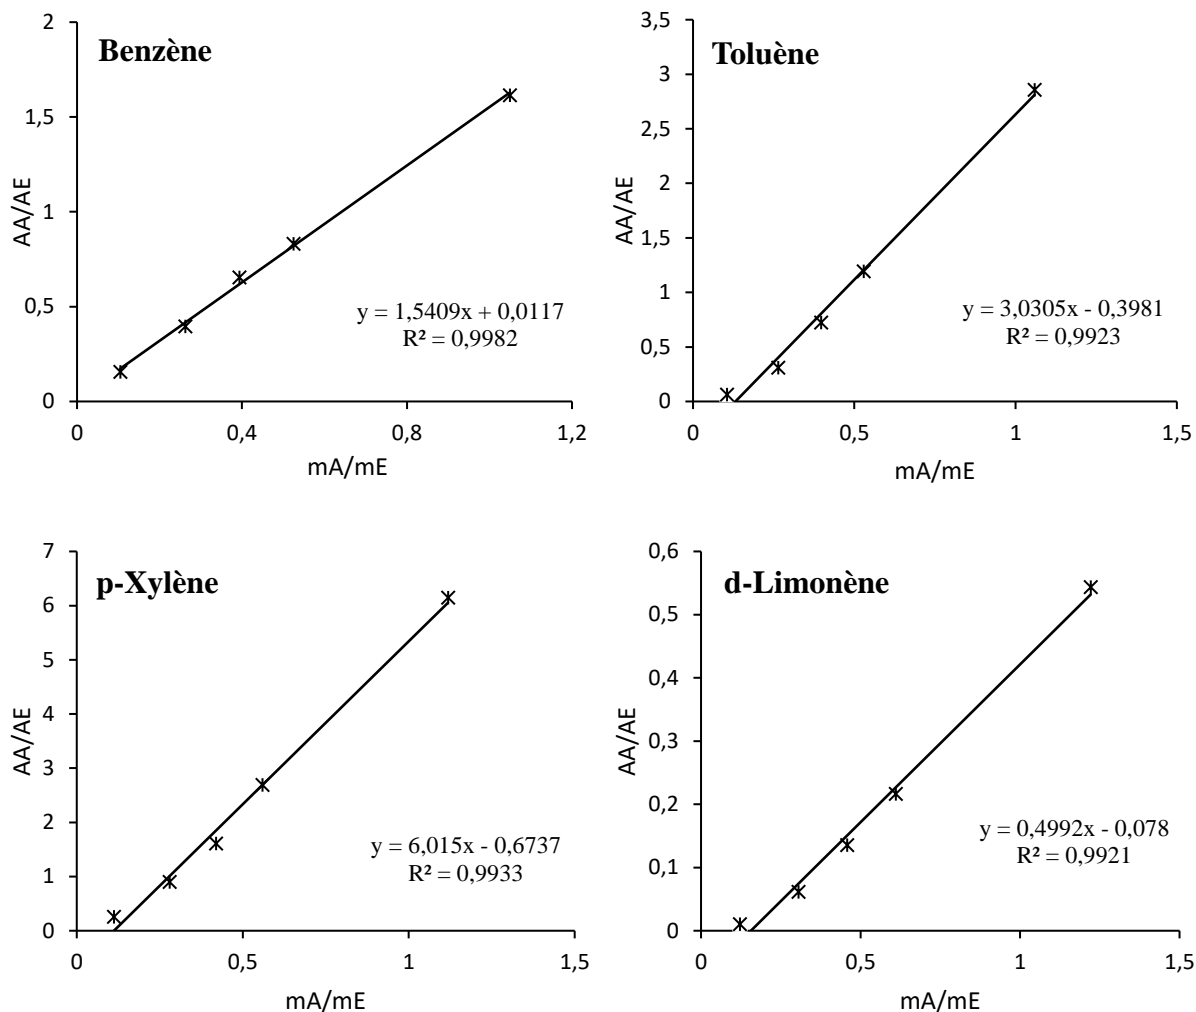 Benzène
2
1,5
1
0,5
0
AA/AE
y = 1,5409x + 0,0117
R² = 0,9982
0
0,4
0,8
1,2
mA/mE
Toluène
3,5
3
2,5
2
1,5
1
0,5
0
AA/AE
y = 3,0305x - 0,3981
R² = 0,9923
0
0,5
1
1,5
mA/mE
p-Xylène
7
6
5
4
3
2
1
0
AA/AE
y = 6,015x - 0,6737
R² = 0,9933
0
0,5
1
1,5
mA/mE
d-Limonène
0,6
0,5
0,4
0,3
0,2
0,1
0
AA/AE
y = 0,4992x - 0,078
R² = 0,9921
0
0,5
1
1,5
mA/mE